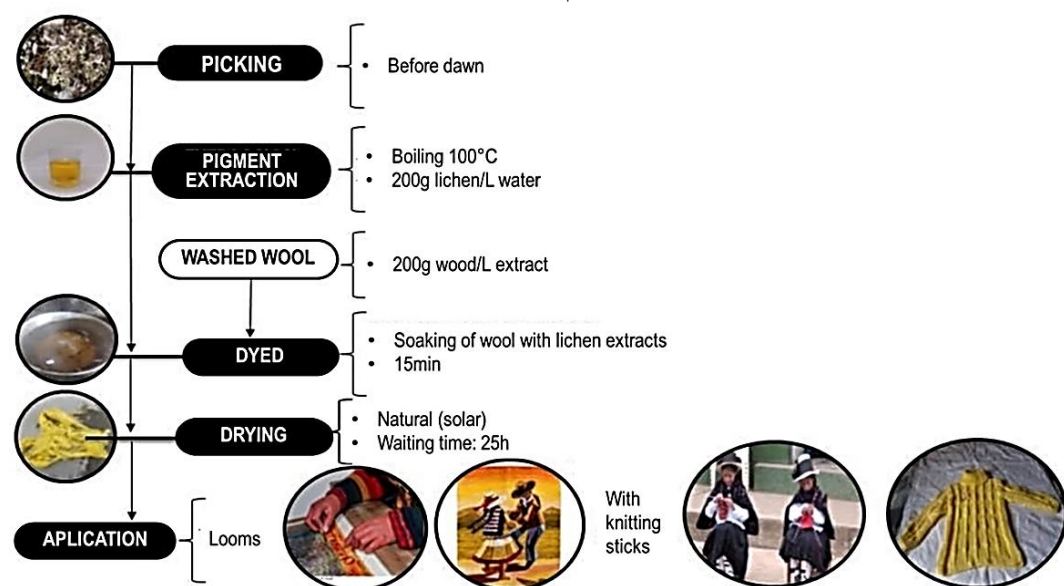 PICKING
• Before dawn
PIGMENT
EXTRACTION
• Boiling 100°C
• 200g lichen/L water
WASHED WOOL
• 200g wood/L extract
DYED
• Soaking of wool with lichen extracts
• 15min
DRYING
• Natural (solar)
• Waiting time: 25h
APLICATION
Looms
With
knitting
sticks